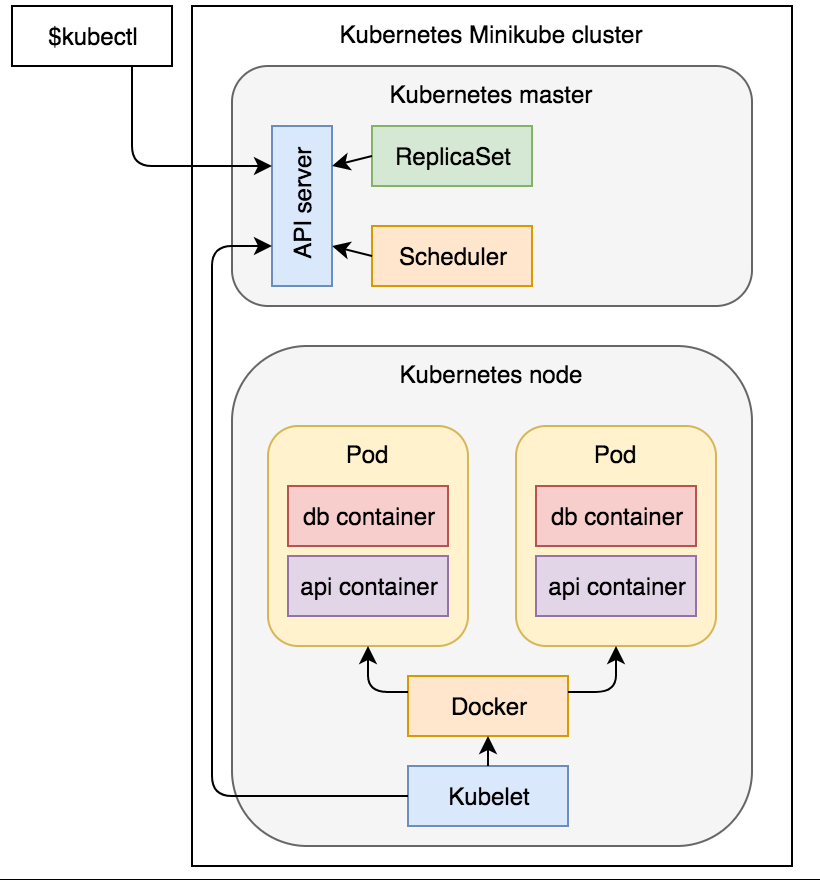 $kubectl
Kubernetes Minikube cluster
Kubernetes master
API server
ReplicaSet
Scheduler
Kubernetes node
Pod
db container
api container
Pod
db container
api container
Docker
Kubelet